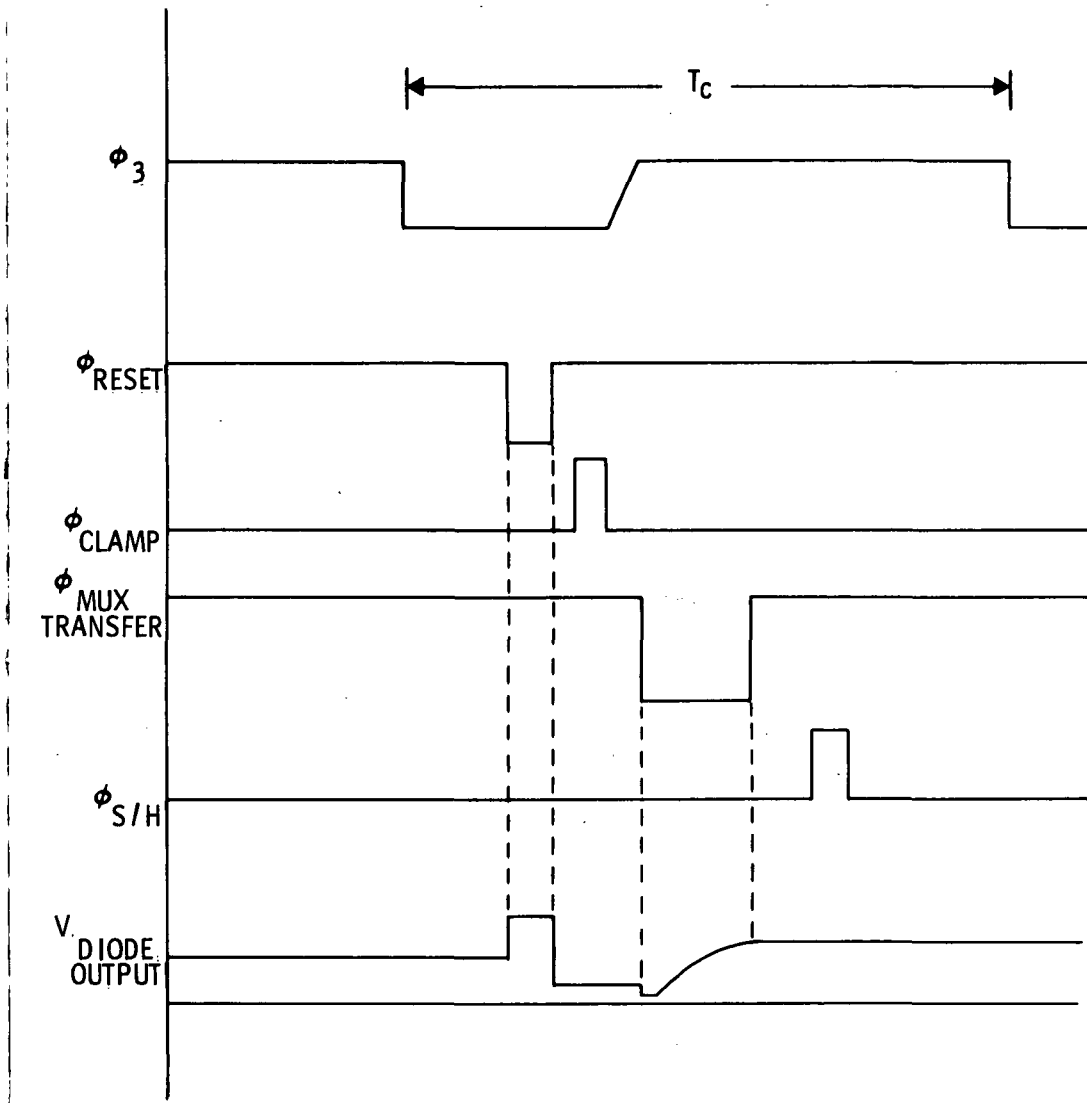 T_C
ϕ_3
ϕ_RESET
ϕ_CLAMP
ϕ_MUX
TRANSFER
ϕ_S/H
V_DIODE
OUTPUT